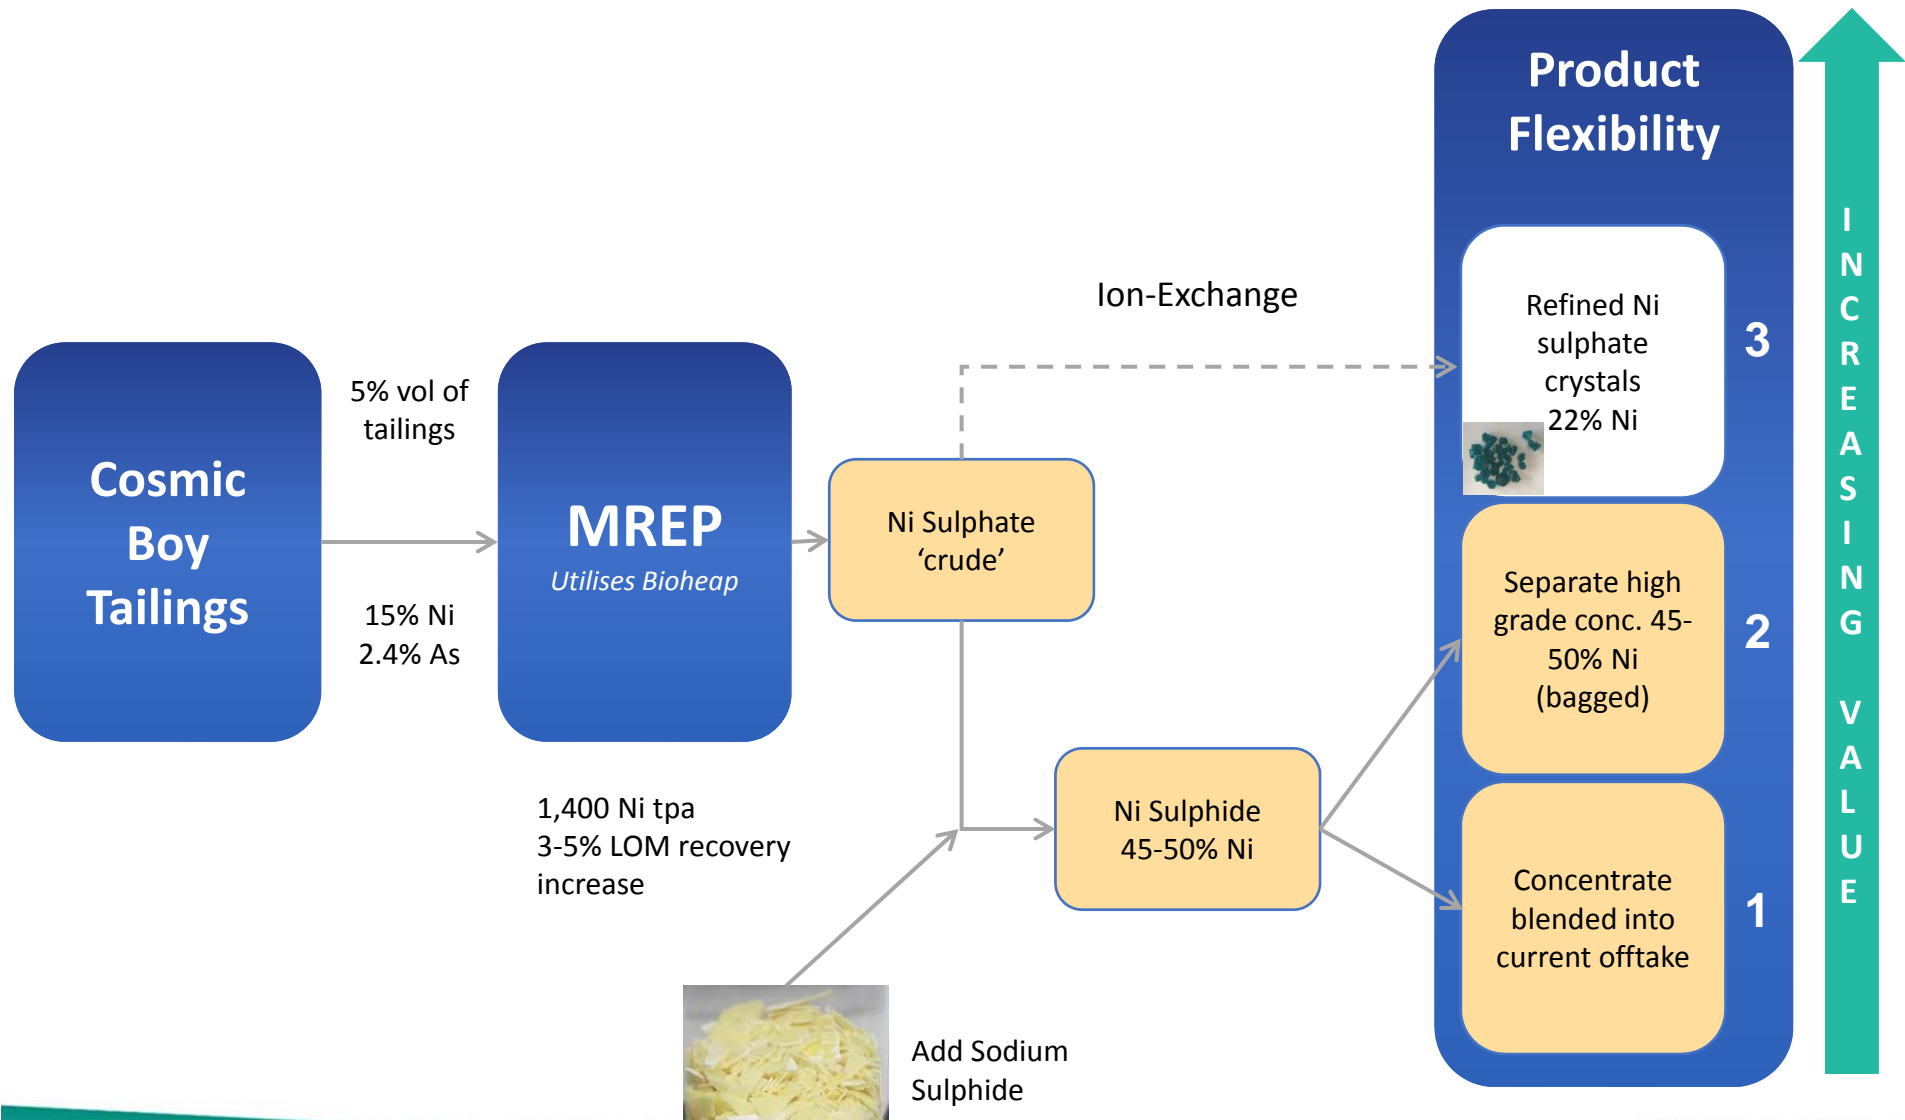 Product
Flexibility
Ion-Exchange
Refined Ni
sulphate
crystals
22% Ni
3
5% vol of
tailings
Cosmic
Boy
Tailings
15% Ni
2.4% As
MREP
Utilises Bioheap
Ni Sulphate
‘crude’
Separate high
grade conc. 45-
50% Ni
(bagged)
2
1,400 Ni tpa
3-5% LOM recovery
increase
Ni Sulphide
45-50% Ni
Concentrate
blended into
current offtake
1
Add Sodium
Sulphide
I
N
C
R
E
A
S
I
N
G
V
A
L
U
E